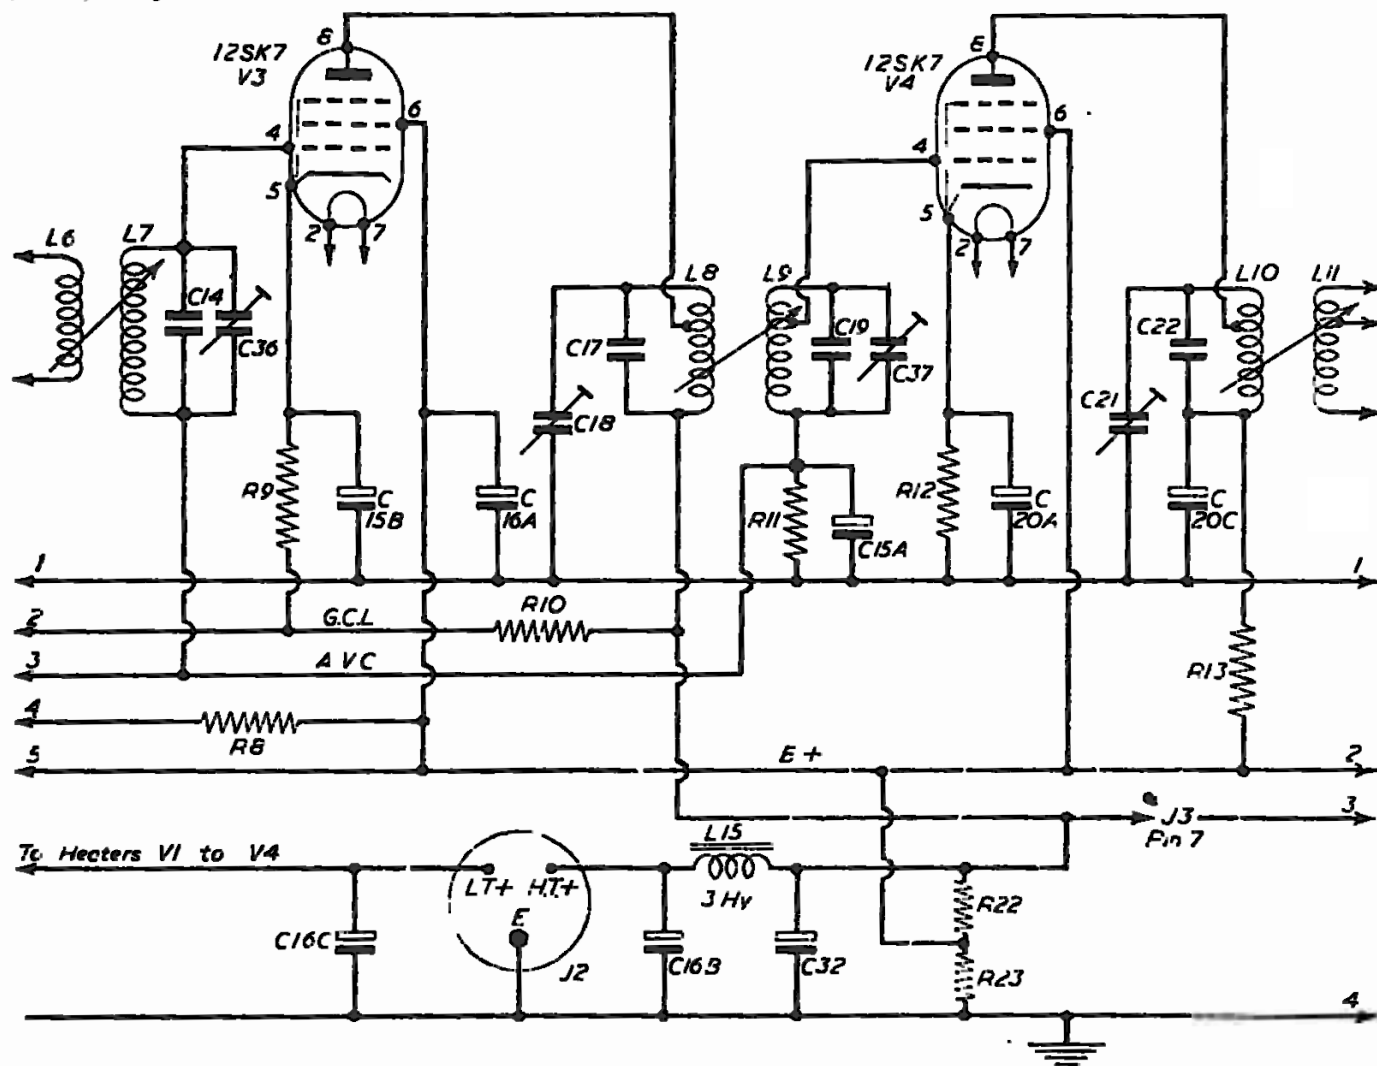 12SK7
V3
8
6
4
5
2
7
12SK7
V4
8
6
4
5
2
7
L6
L7
C14
C36
L8
L9
C17
C18
C19
C37
L10
L11
C22
C21
R9
C
15B
C
16A
R11
C15A
R12
C
20A
C
20C
1
1
2
G.C.L
R10
3
AVC
R13
4
R8
5
E+
2
J3
Pin 7
3
To Heaters V1 to V4
LT+
H.T+
E
J2
L15
3 Hy
C16C
C16B
C32
R22
R23
4